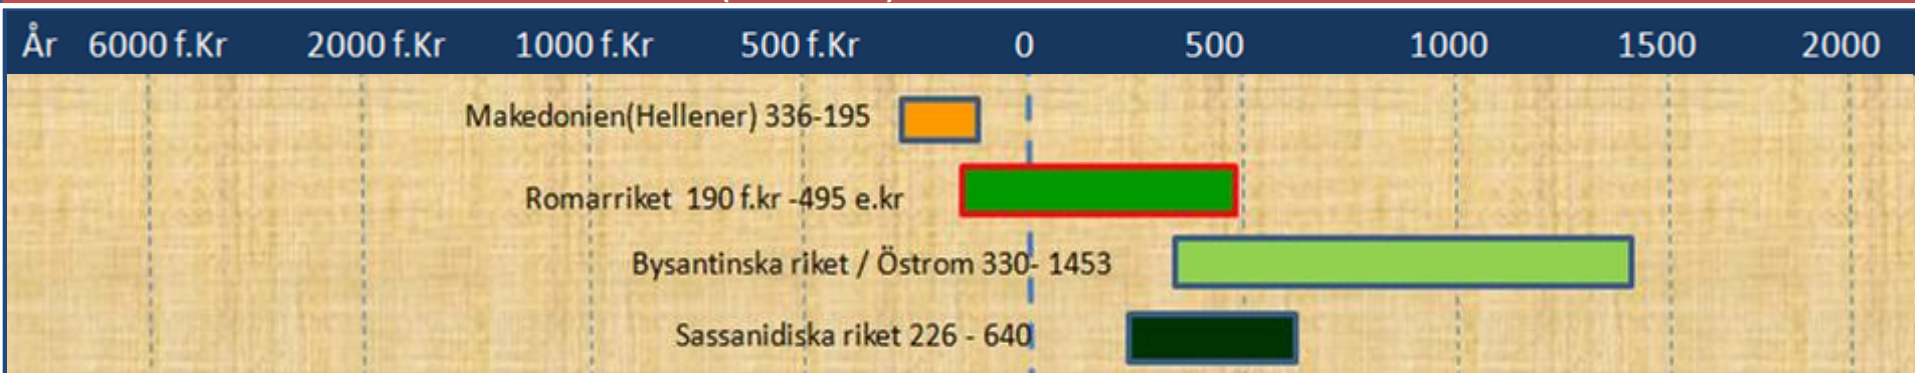 År 6000 f.Kr 2000 f.Kr 1000 f.Kr 500 f.Kr 0 500 1000 1500 2000
Makedonien(Hellener) 336-195
Romarriket 190 f.kr -495 e.kr
Bysantinska riket / Östrom 330- 1453
Sassanidiska riket 226 - 640